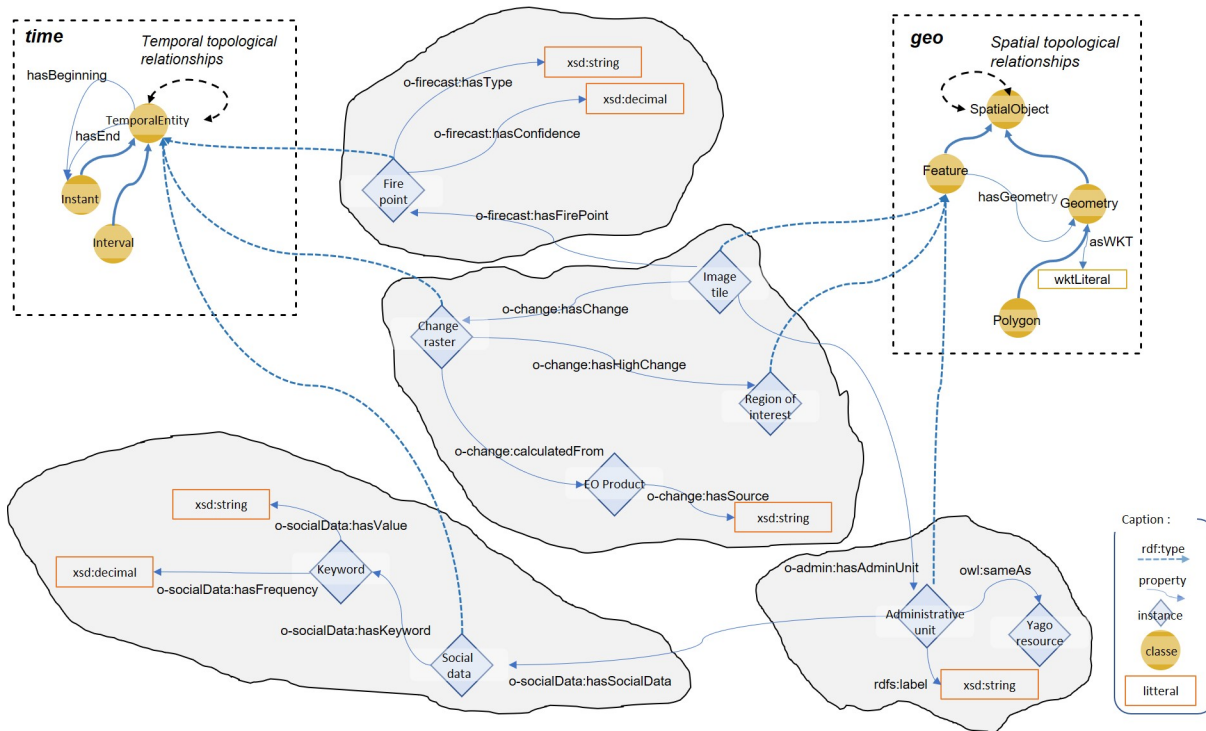 time
Temporal topological
relationships
hasBeginning
TemporalEntity
hasEnd
Instant
Interval
o-firecast:hasType
xsd:string
xsd:decimal
o-firecast:hasConfidence
Fire
point
o-firecast:hasFirePoint
geo
Spatial topological
relationships
SpatialObject
Feature
hasGeometry
Geometry
asWKT
wktLiteral
Polygon
Image
tile
o-change:hasChange
Change
raster
o-change:hasHighChange
Region of
interest
o-change:calculatedFrom
EO Product
o-change:hasSource
xsd:string
xsd:string
o-socialData:hasValue
xsd:decimal
Keyword
o-socialData:hasFrequency
o-socialData:hasKeyword
Social
data
o-socialData:hasSocialData
o-admin:hasAdminUnit
owl:sameAs
Administrative
unit
Yago
resource
rdfs:label
xsd:string
Caption :
rdf:type
property
instance
classe
litteral